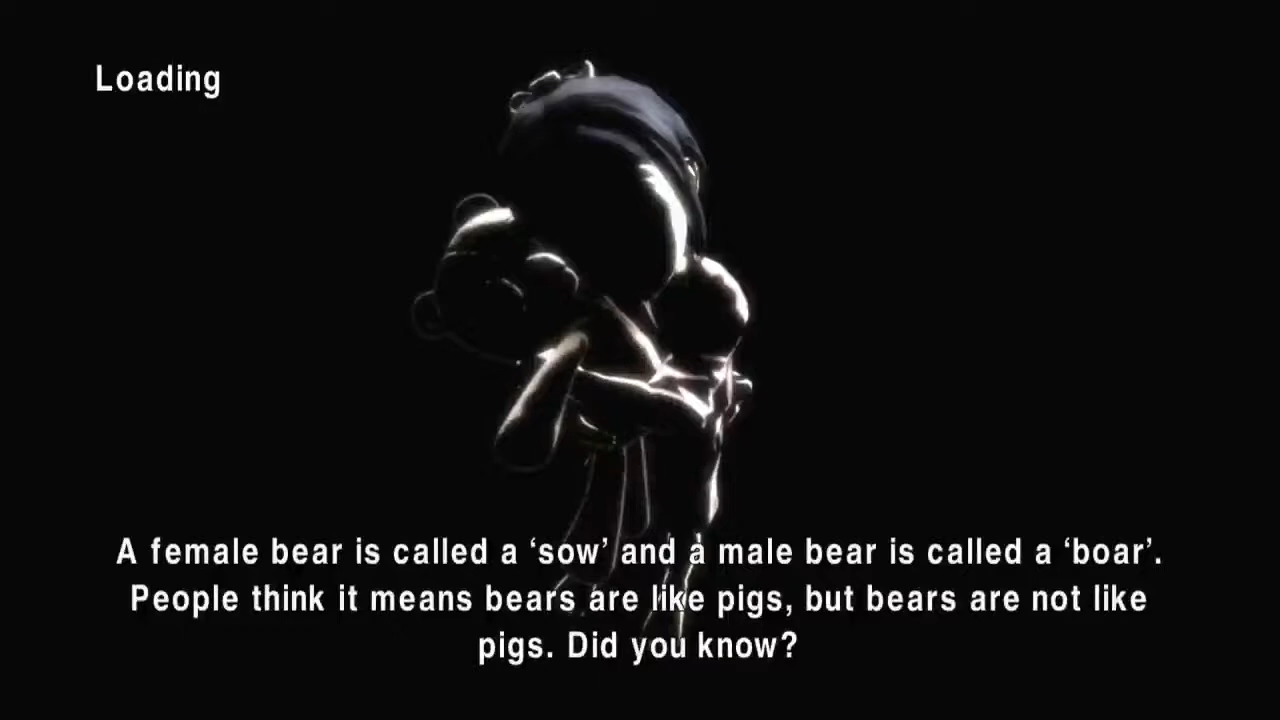 Loading
A female bear is called a ‘sow’ and a male bear is called a ‘boar’.
People think it means bears are like pigs, but bears are not like
pigs. Did you know?